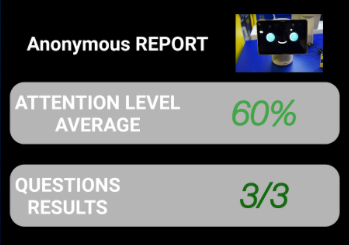 Anonymous REPORT
ATTENTION LEVEL
AVERAGE
60%
QUESTIONS
RESULTS
3/3